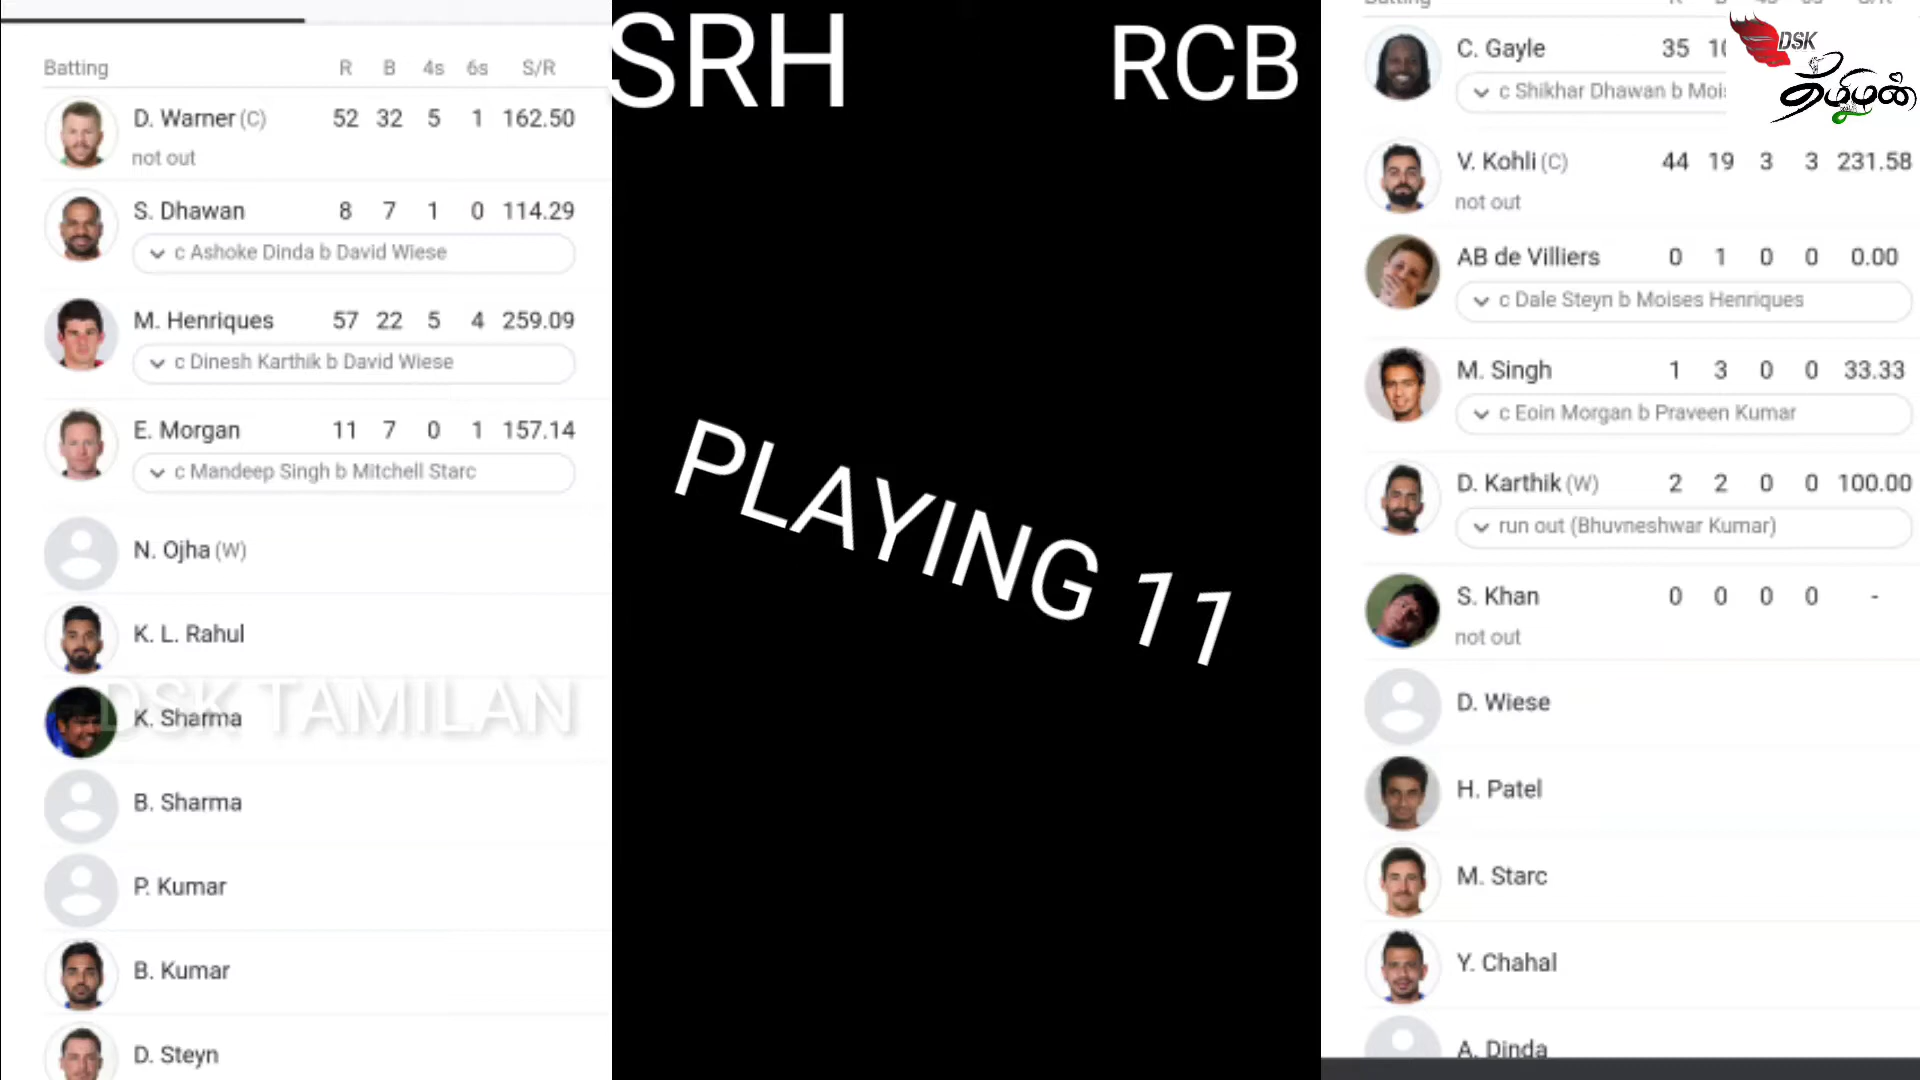 Batting R B 4s 6s S/R
D. Warner (C) 52 32 5 1 162.50
not out
S. Dhawan 8 7 1 0 114.29
c Ashoke Dinda b David Wiese
M. Henriques 57 22 5 4 259.09
c Dinesh Karthik b David Wiese
E. Morgan 11 7 0 1 157.14
c Mandeep Singh b Mitchell Starc
N. Ojha (W)
K. L. Rahul
K. Sharma
DSK TAMILAN
B. Sharma
P. Kumar
B. Kumar
D. Steyn
SRH RCB
PLAYING 11
C. Gayle 35
c Shikhar Dhawan b
V. Kohli (C) 44 19 3 3 231.58
not out
AB de Villiers 0 1 0 0 0.00
c Dale Steyn b Moises Henriques
M. Singh 1 3 0 0 33.33
c Eoin Morgan b Praveen Kumar
D. Karthik (W) 2 2 0 0 100.00
run out (Bhuvneshwar Kumar)
S. Khan 0 0 0 0 -
not out
D. Wiese
H. Patel
M. Starc
Y. Chahal
A. Dinda
DSK
தமிழன்